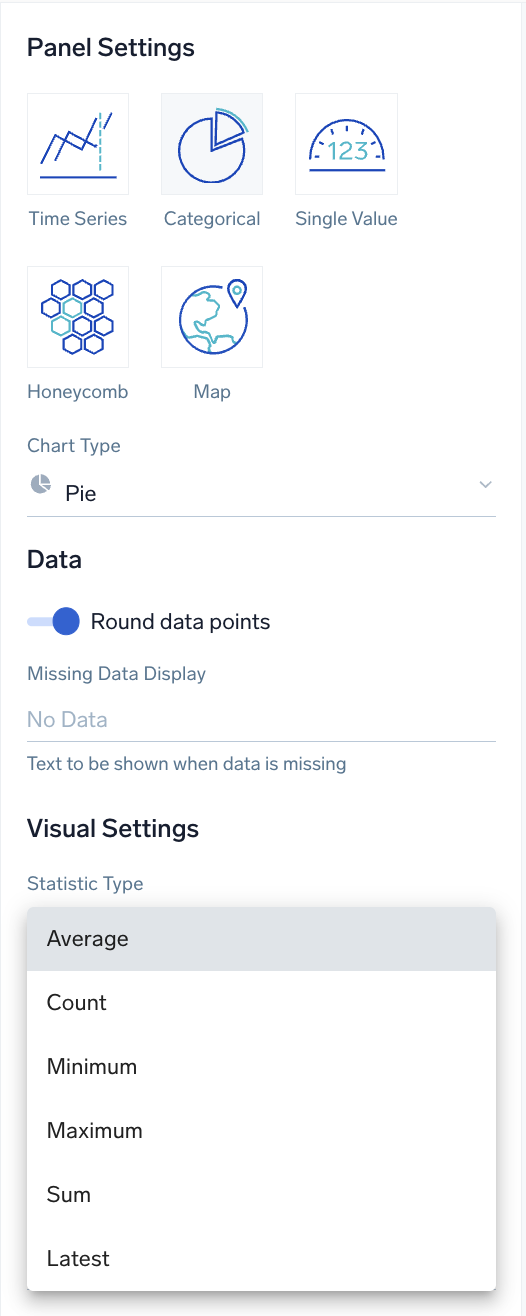 Panel Settings
123
Time Series Categorical Single Value
Honeycomb Map
Chart Type
Pie
Data
Round data points
Missing Data Display
No Data
Text to be shown when data is missing
Visual Settings
Statistic Type
Average
Count
Minimum
Maximum
Sum
Latest